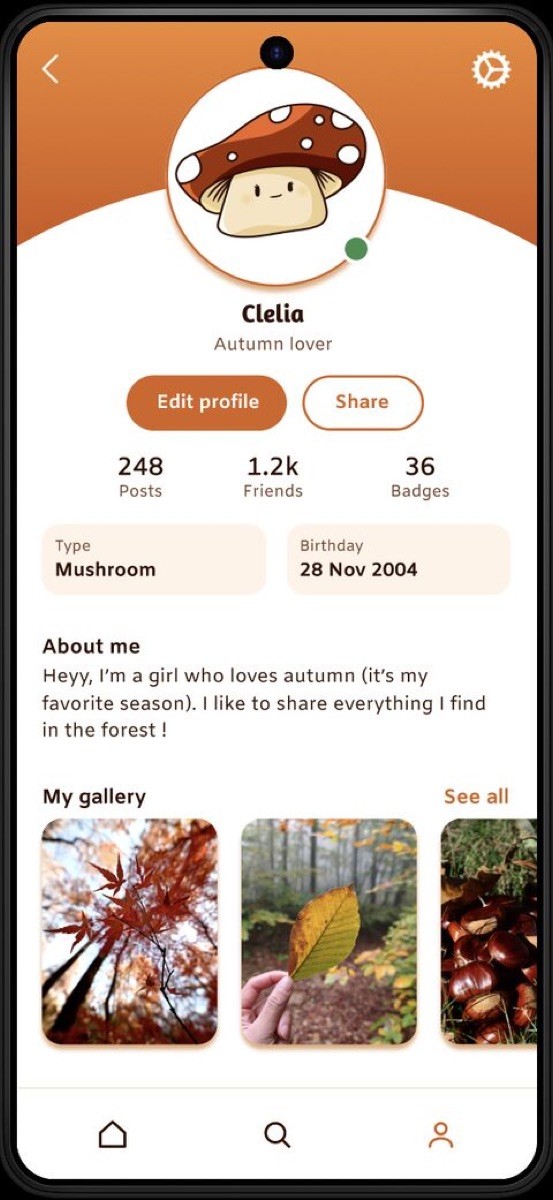 Clelia
Autumn lover
Edit profile
Share
248
1.2k
36
Posts
Friends
Badges
Type
Birthday
Mushroom
28 Nov 2004
About me
Heyy, I'm a girl who loves autumn (it's my
favorite season). I like to share everything I find
in the forest !
My gallery
See all